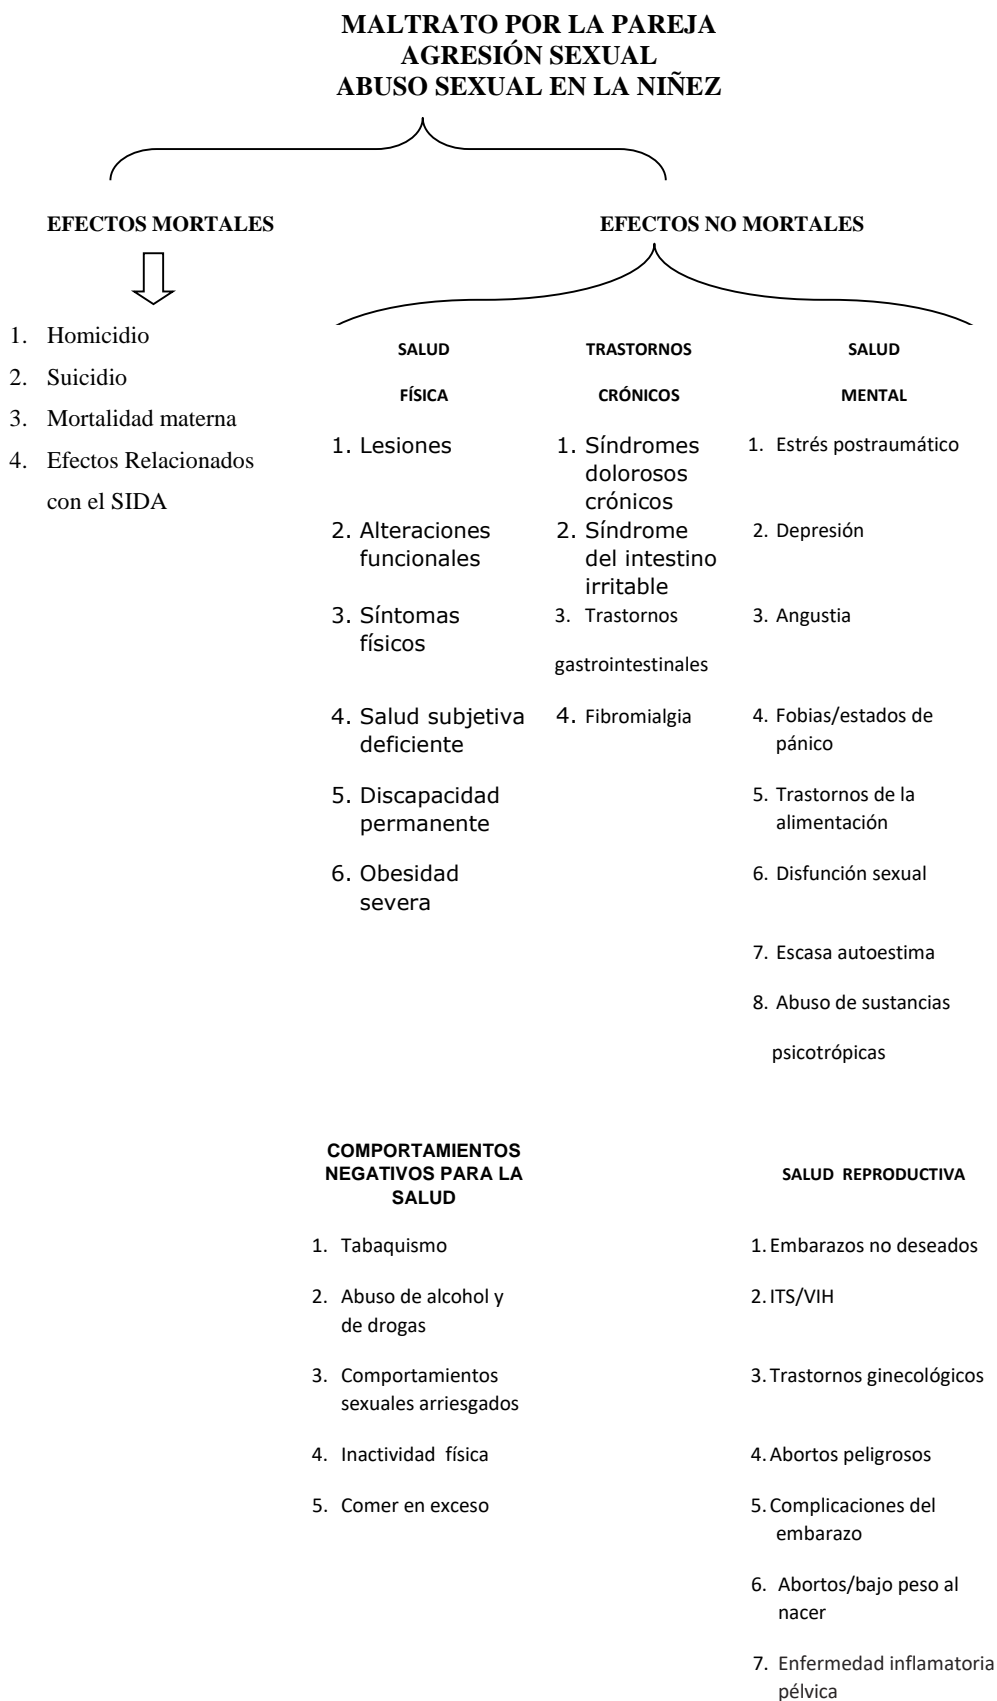 MALTRATO POR LA PAREJA
AGRESIÓN SEXUAL
ABUSO SEXUAL EN LA NIÑEZ
EFECTOS MORTALES
1. Homicidio
2. Suicidio
3. Mortalidad materna
4. Efectos Relacionados
con el SIDA
EFECTOS NO MORTALES
SALUD
FÍSICA
1. Lesiones
2. Alteraciones
funcionales
3. Síntomas
físicos
4. Salud subjetiva
deficiente
5. Discapacidad
permanente
6. Obesidad
severa
TRASTORNOS
CRÓNICOS
1. Síndromes
dolorosos
crónicos
2. Síndrome
del intestino
irritable
3. Trastornos
gastrointestinales
4. Fibromialgia
SALUD
MENTAL
1. Estrés postraumático
2. Depresión
3. Angustia
4. Fobias/estados de
pánico
5. Trastornos de la
alimentación
6. Disfunción sexual
7. Escasa autoestima
8. Abuso de sustancias
psicotrópicas
COMPORTAMIENTOS
NEGATIVOS PARA LA
SALUD
1. Tabaquismo
2. Abuso de alcohol y
de drogas
3. Comportamientos
sexuales arriesgados
4. Inactividad física
5. Comer en exceso
SALUD REPRODUCTIVA
1. Embarazos no deseados
2. ITS/VIH
3. Trastornos ginecológicos
4. Abortos peligrosos
5. Complicaciones del
embarazo
6. Abortos/bajo peso al
nacer
7. Enfermedad inflamatoria
pélvica